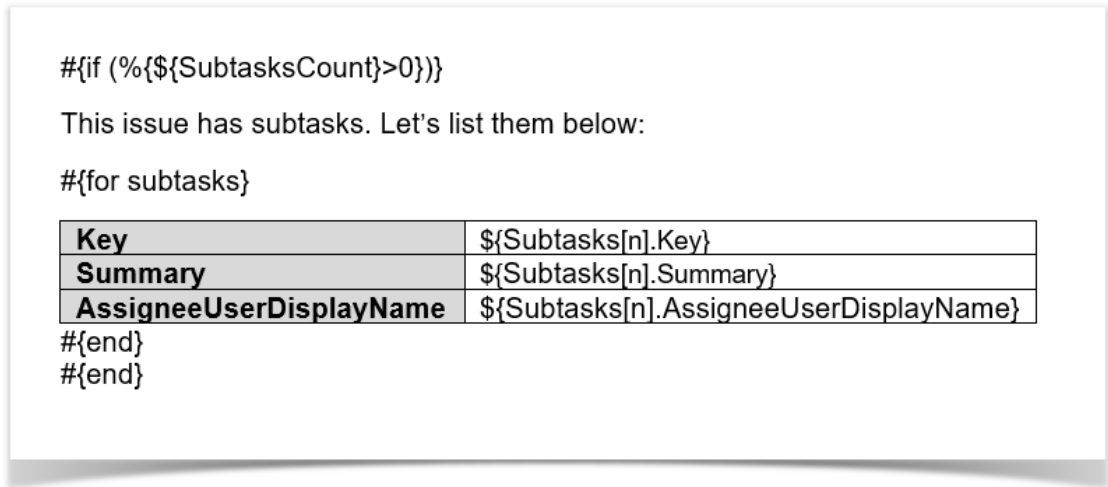 #{if (%{${SubtasksCount}>0})}
This issue has subtasks. Let’s list them below:
#{for subtasks}
Key ${Subtasks[n].Key}
Summary ${Subtasks[n].Summary}
AssigneeUserDisplayName ${Subtasks[n].AssigneeUserDisplayName}
#{end}
#{end}